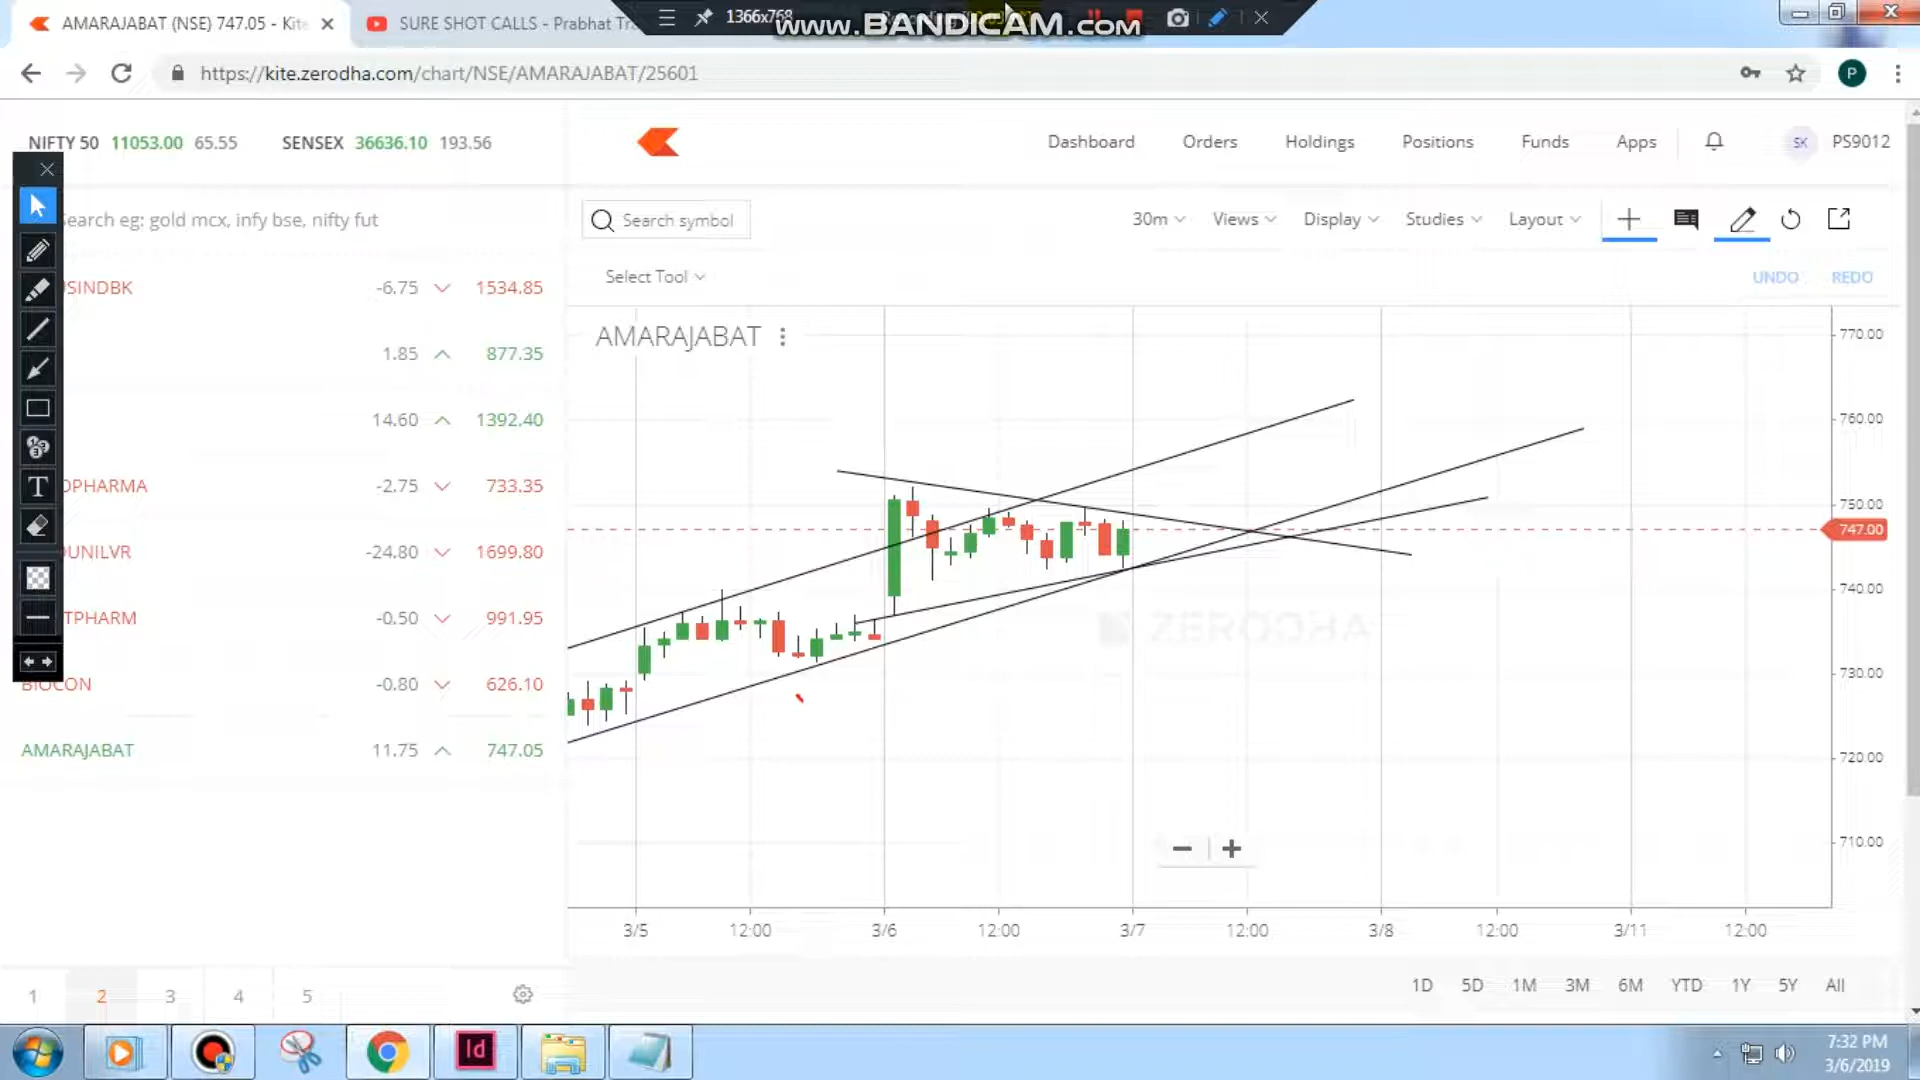 AMARAJABAT (NSE) 747.05 - Kite
SURE SHOT CALLS - Prabhat Tr
1366x768
www.BANDICAM.com
https://kite.zerodha.com/chart/NSE/AMARAJABAT/25601
P
NIFTY 50 11053.00 65.55 SENSEX 36636.10 193.56
Dashboard Orders Holdings Positions Funds Apps SK PS9012
Search eg: gold mcx, infy bse, nifty fut
Search symbol 30m Views Display Studies Layout
Select Tool UNDO REDO
USINDBK -6.75 1534.85
1.85 877.35
14.60 1392.40
OPHARMA -2.75 733.35
DUNILVR -24.80 1699.80
TPHARM -0.50 991.95
BIOCON -0.80 626.10
AMARAJABAT 11.75 747.05
AMARAJABAT
770.00
760.00
750.00
747.00
740.00
730.00
720.00
710.00
ZERODHA
3/5 12:00 3/6 12:00 3/7 12:00 3/8 12:00 3/11 12:00
1D 5D 1M 3M 6M YTD 1Y 5Y All
1 2 3 4 5
T
Id
7:32 PM
3/6/2019